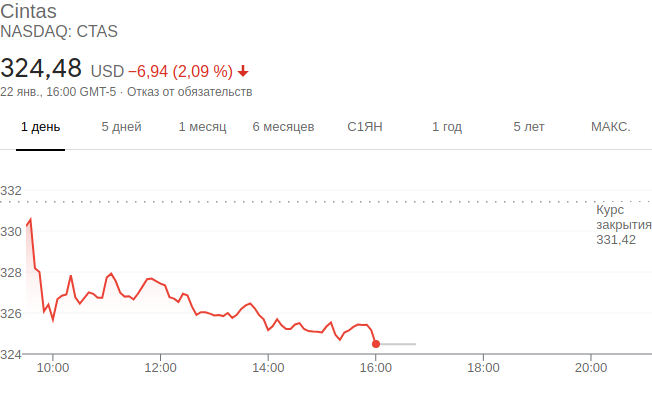 Cintas
NASDAQ: CTAS
324,48 USD −6,94 (2,09 %)
22 янв., 16:00 GMT-5 · Отказ от обязательств
1 день 5 дней 1 месяц 6 месяцев С1ЯН 1 год 5 лет МАКС.
332
Курс
330
закрытия
331,42
328
326
324
10:00 12:00 14:00 16:00 18:00 20:00